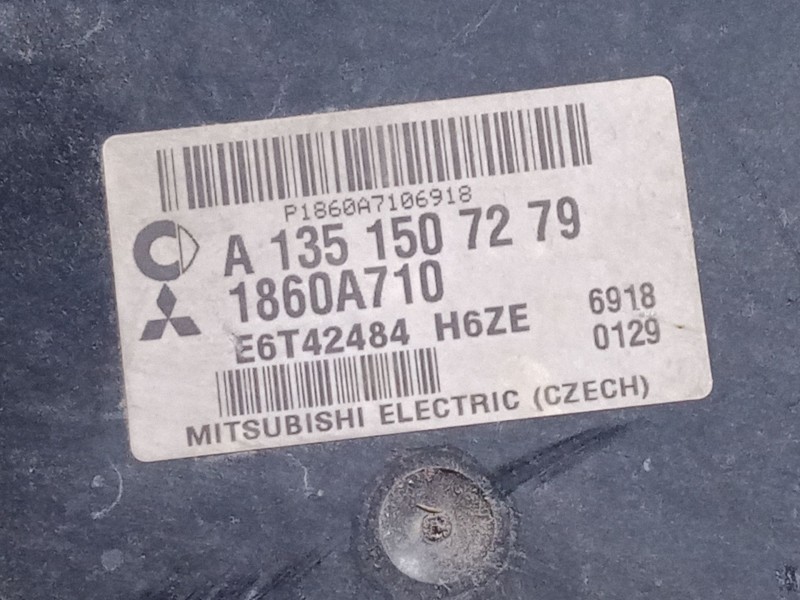 P1860A7106918
A 135 150 72 79
1860A710
E6T42484 H6ZE 6918
0129
MITSUBISHI ELECTRIC (CZECH)